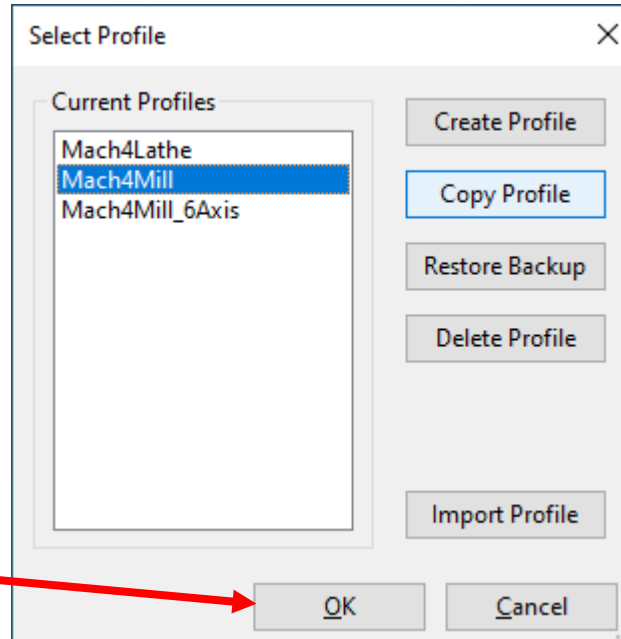 Select Profile
Current Profiles
Mach4Lathe
Mach4Mill
Mach4Mill_6Axis
Create Profile
Copy Profile
Restore Backup
Delete Profile
Import Profile
OK
Cancel